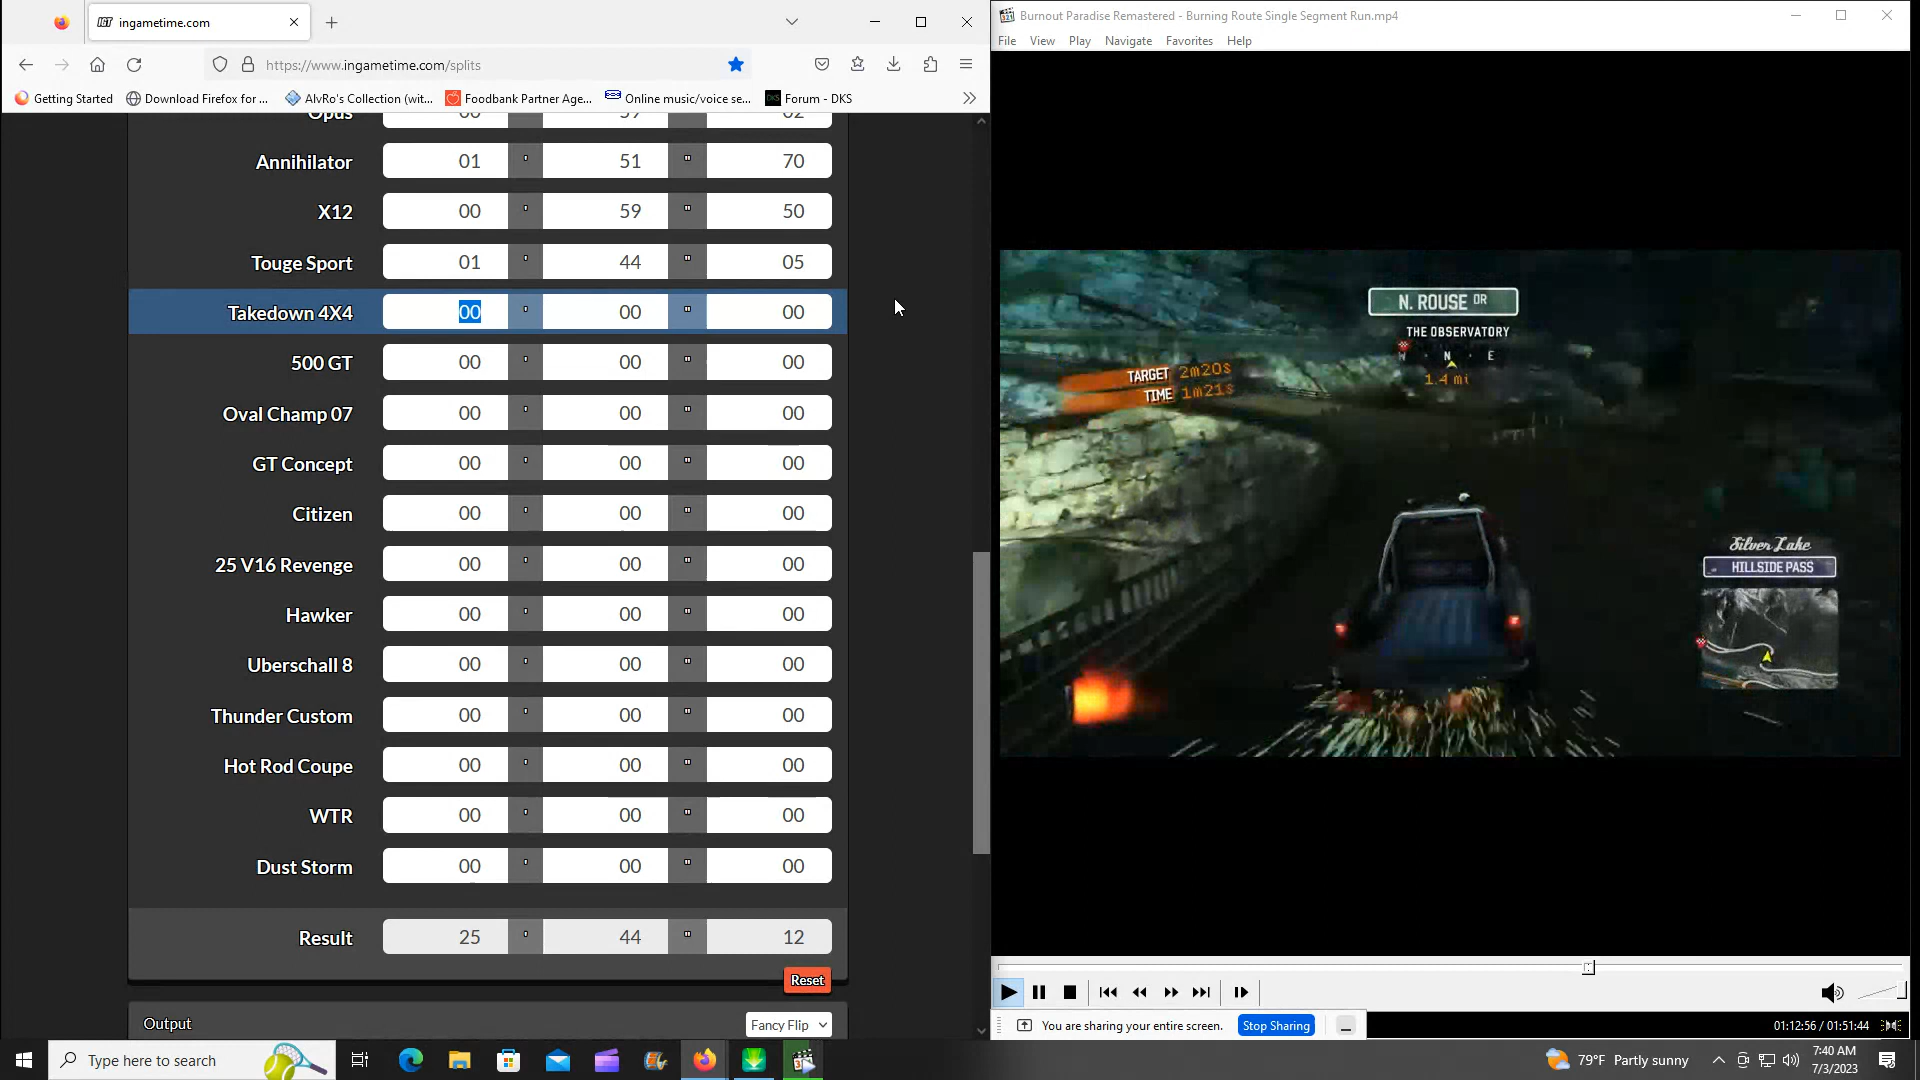 ingametime.com
Burnout Paradise Remastered - Burning Route Single Segment Run.mp4
File View Play Navigate Favorites Help
https://www.ingametime.com/splits
Getting Started
Download Firefox for ...
AlvRo's Collection (wit...
Foodbank Partner Age...
Online music/voice se...
Forum - DKS
Opus 00 59 02
Annihilator 01 ' 51 " 70
X12 00 ' 59 " 50
Touge Sport 01 ' 44 " 05
Takedown 4X4 00 ' 00 " 00
500 GT 00 ' 00 " 00
Oval Champ 07 00 ' 00 " 00
GT Concept 00 ' 00 " 00
Citizen 00 ' 00 " 00
25 V16 Revenge 00 ' 00 " 00
Hawker 00 ' 00 " 00
Uberschall 8 00 ' 00 " 00
Thunder Custom 00 ' 00 " 00
Hot Rod Coupe 00 ' 00 " 00
WTR 00 ' 00 " 00
Dust Storm 00 ' 00 " 00
Result 25 ' 44 " 12
Reset
Output
Fancy Flip
N. ROUSE DR
THE OBSERVATORY
W N E
1.4 mi
TARGET 2m20s
TIME 1m21s
Silver Lake
HILLSIDE PASS
You are sharing your entire screen.
Stop Sharing
01:12:56 / 01:51:44
Type here to search
79°F Partly sunny
7:40 AM
7/3/2023